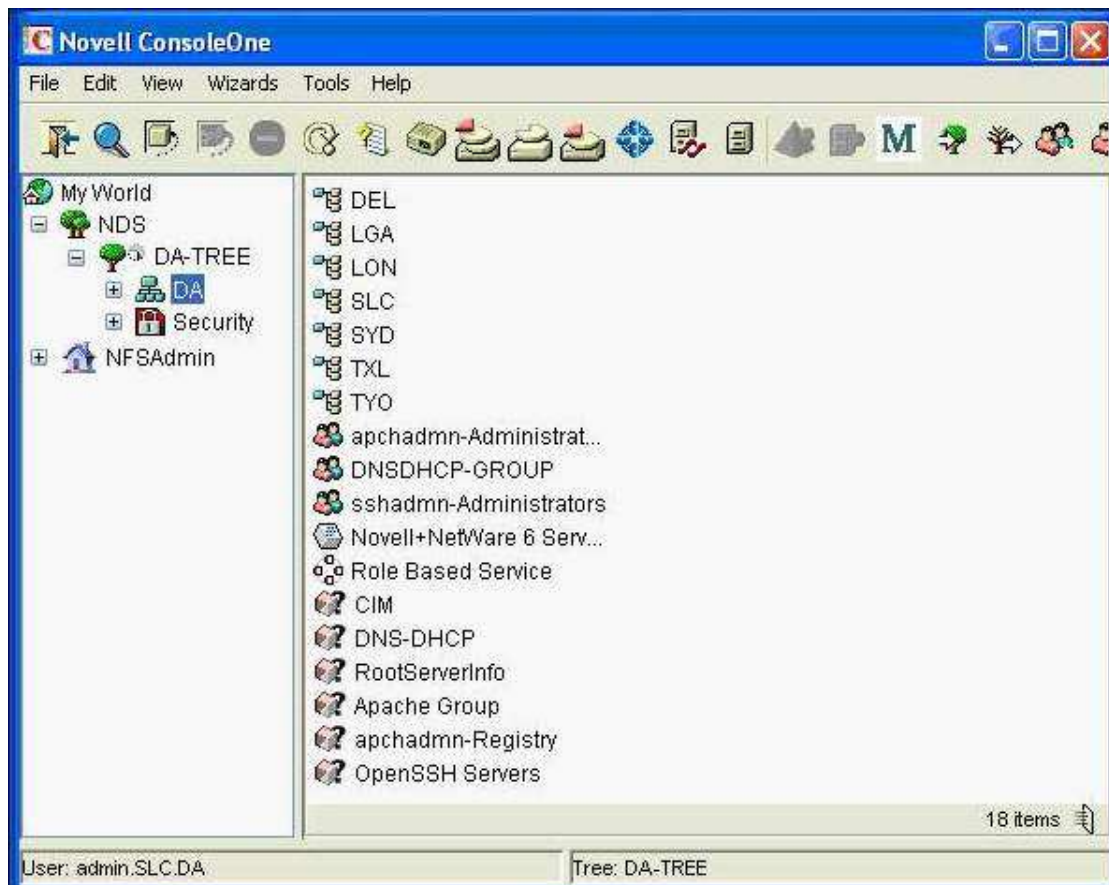 Novell ConsoleOne
File Edit View Wizards Tools Help
M
My World
NDS
DA-TREE
DA
Security
NFSAdmin
DEL
LGA
LON
SLC
SYD
TXL
TYO
apchadmn-Administrat...
DNSDHCP-GROUP
sshadmn-Administrators
Novell+NetWare 6 Serv...
Role Based Service
CIM
DNS-DHCP
RootServerInfo
Apache Group
apchadmn-Registry
OpenSSH Servers
18 items
User: admin.SLC.DA
Tree: DA-TREE